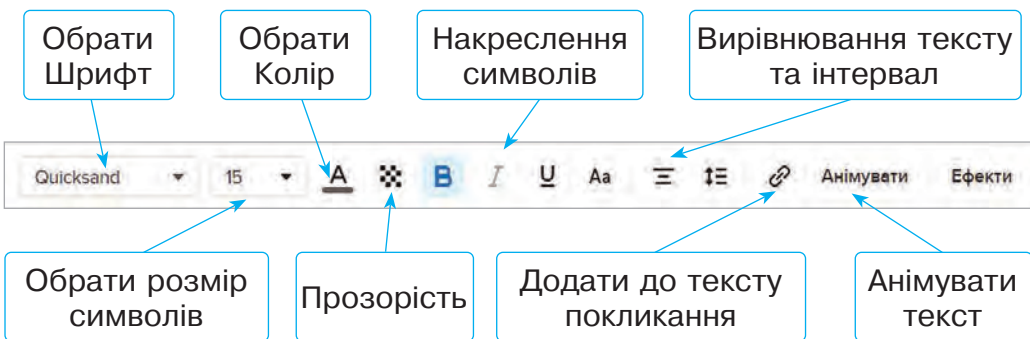 Обрати
Шрифт
Обрати
Колір
Накреслення
символів
Вирівнювання тексту
та інтервал
Quicksand 15 A B I U Aa Анімувати Ефекти
Обрати розмір
символів
Прозорість
Додати до тексту
покликання
Анімувати
текст